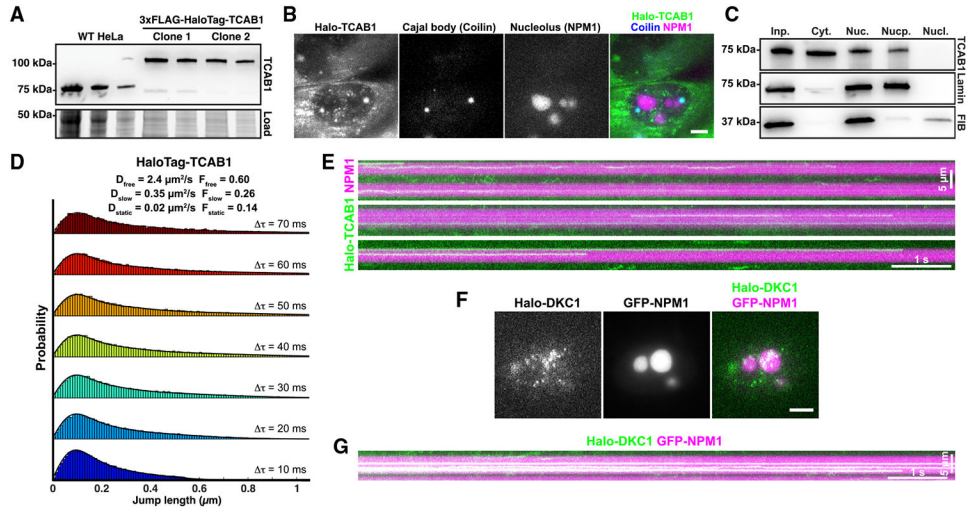 A
3xFLAG-HaloTag-TCAB1
WT HeLa Clone 1 Clone 2
100 kDa
75 kDa
50 kDa
TCAB1
Load
B
Halo-TCAB1 Cajal body (Coilin) Nucleolus (NPM1) Halo-TCAB1
Coilin NPM1
C
Inp. Cyt. Nuc. Nucp. Nucl.
75 kDa TCAB1
75 kDa Lamin
37 kDa FIB
D
HaloTag-TCAB1
D_free = 2.4 µm²/s F_free = 0.60
D_slow = 0.35 µm²/s F_slow = 0.26
D_static = 0.02 µm²/s F_static = 0.14
Δτ = 70 ms
Δτ = 60 ms
Δτ = 50 ms
Δτ = 40 ms
Δτ = 30 ms
Δτ = 20 ms
Δτ = 10 ms
Probability
0 0.2 0.4 0.6 0.8 1
Jump length (µm)
E
Halo-TCAB1 NPM1
5 µm
1 s
F
Halo-DKC1 GFP-NPM1 Halo-DKC1
GFP-NPM1
G
Halo-DKC1 GFP-NPM1
5 µm
1 s